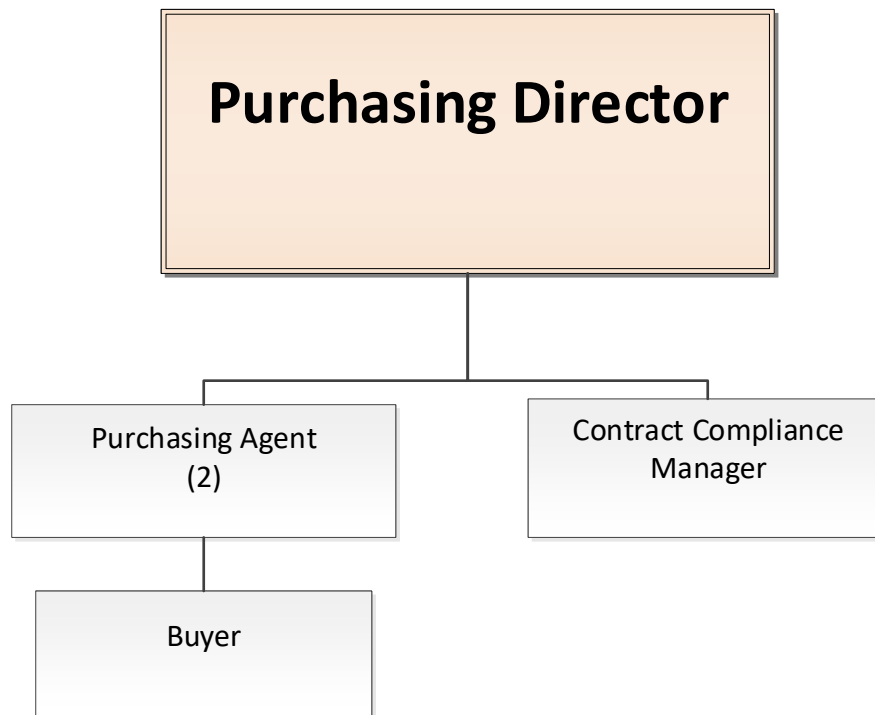 Purchasing Director
Purchasing Agent
(2)
Contract Compliance
Manager
Buyer